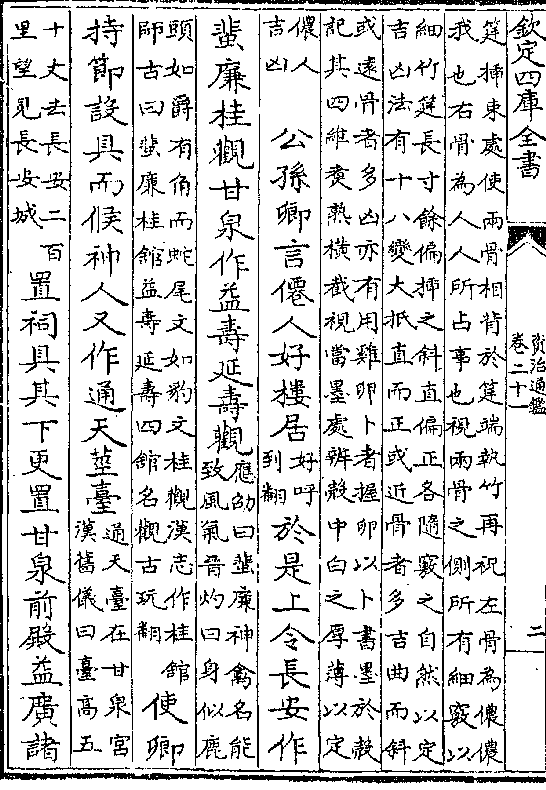 欽定四庫全書
資治通鑑
卷二十一
二
筳揷束處使兩骨相背於筳端執竹再祝左骨為儂儂
我也右骨為人人所占事也視兩骨之側所有細竅以
細竹筳長寸餘偏揷之斜直偏正各隨竅之自然以定
吉凶法有十八變大抵直而正或近骨者多吉曲而斜
或遠骨者多凶亦有用雞卵卜者握卵以卜書墨於殻
記其四維煑熟橫截視當墨處辨殻中白之厚薄以定
儂人吉凶 公孫卿言僊人好樓居好呼到翻於是上令長安作
蜚廉桂觀甘泉作益壽延壽觀應劭曰蜚廉神禽名能致風氣晉灼曰身似鹿
頭如爵有角而蛇尾文如豹文桂觀漢志作桂館師古曰蜚廉桂館益壽延壽四館名觀古玩翻使卿
持節設具而候神人又作通天莖臺通天臺在甘泉宮漢舊儀曰臺高五
十丈去長安二百里望見長安城置祠具其下更置甘泉前殿益廣諸